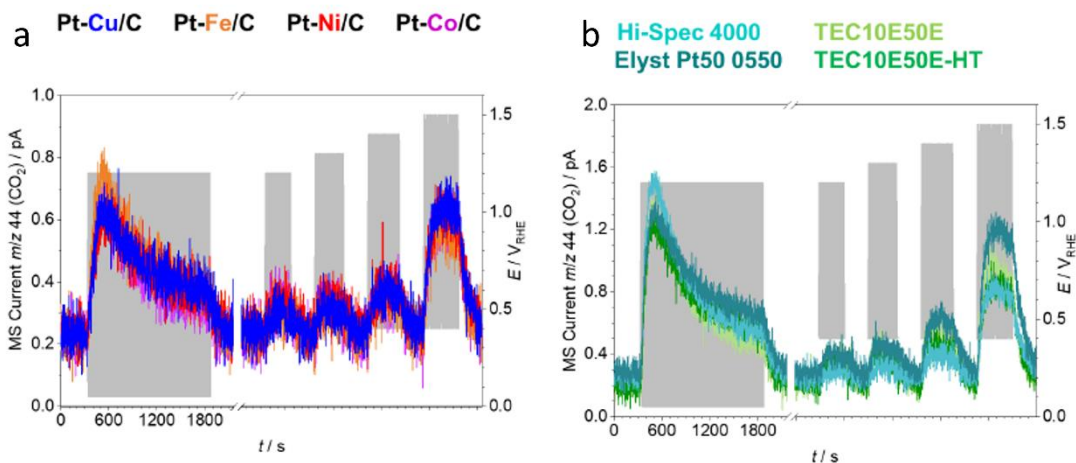 a
Pt-Cu/C Pt-Fe/C Pt-Ni/C Pt-Co/C
MS Current m/z 44 (CO₂) / pA
1.0
0.8
0.6
0.4
0.2
0.0
0 600 1200 1800
t / s
1.5
1.0
0.5
0.0
E / V_RHE
b
Hi-Spec 4000 TEC10E50E
Elyst Pt50 0550 TEC10E50E-HT
MS Current m/z 44 (CO₂) / pA
2.0
1.6
1.2
0.8
0.4
0.0
0 600 1200 1800
t / s
1.5
1.0
0.5
0.0
E / V_RHE